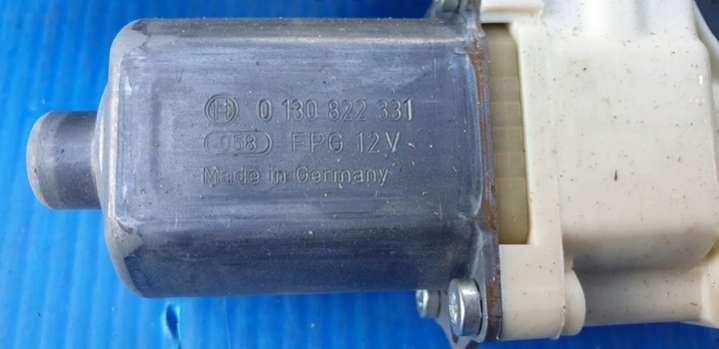 0 130 822 331
058 FPG 12V
Made in Germany